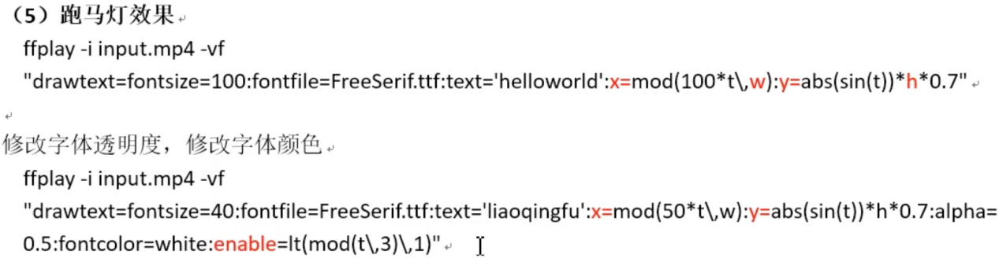 （5）跑马灯效果
ffplay -i input.mp4 -vf
"drawtext=fontsize=100:fontfile=FreeSerif.ttf:text='helloworld':x=mod(100*t\,w):y=abs(sin(t))*h*0.7"
修改字体透明度，修改字体颜色
ffplay -i input.mp4 -vf
"drawtext=fontsize=40:fontfile=FreeSerif.ttf:text='liaoqingfu':x=mod(50*t\,w):y=abs(sin(t))*h*0.7:alpha=
0.5:fontcolor=white:enable=lt(mod(t\,3)\,1)"